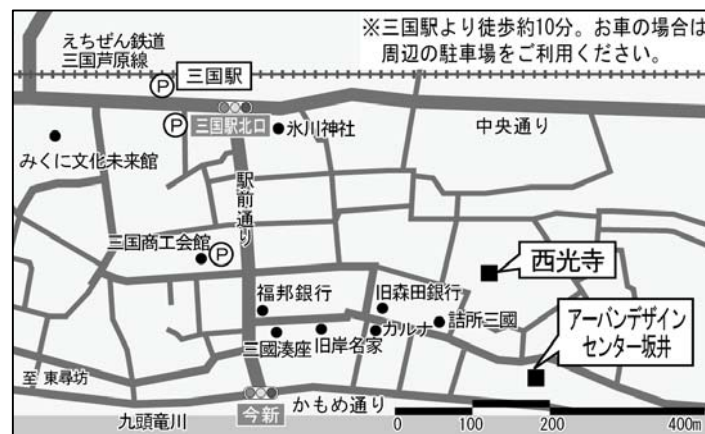 ※三国駅より徒歩約10分。お車の場合は
周辺の駐車場をご利用ください。
えちぜん鉄道
三国芦原線
P
三国駅
P
三国駅北口
氷川神社
中央通り
みくに文化未来館
駅前通り
三国商工会館
P
西光寺
福邦銀行
旧森田銀行
三國湊座
旧岸名家
カルナ
詰所三國
アーバンデザイン
センター坂井
至 東尋坊
今新
かもめ通り
九頭竜川
0
100
200
400m